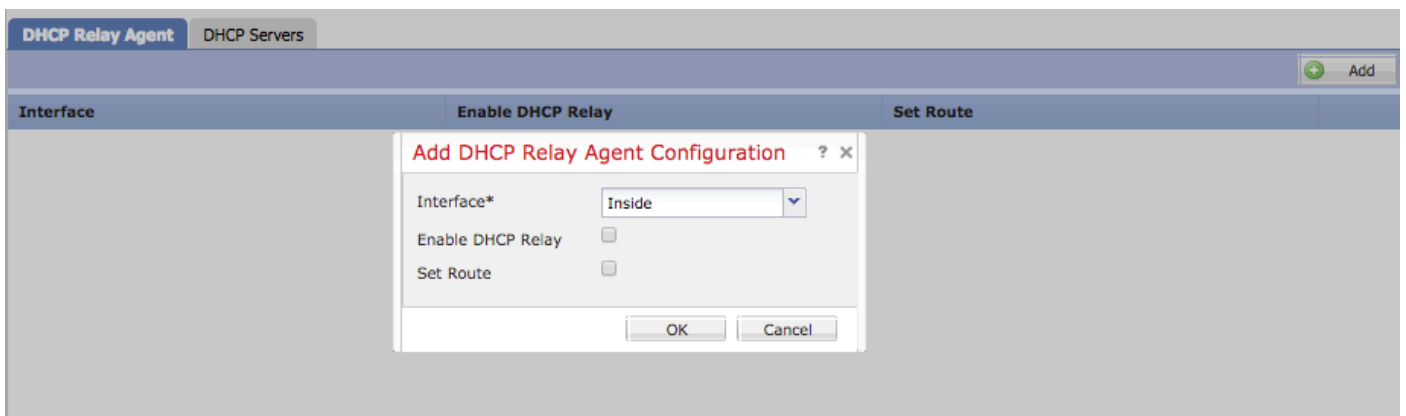 DHCP Relay Agent DHCP Servers
Add
Interface Enable DHCP Relay Set Route
Add DHCP Relay Agent Configuration ? ×
Interface* Inside
Enable DHCP Relay
Set Route
OK Cancel